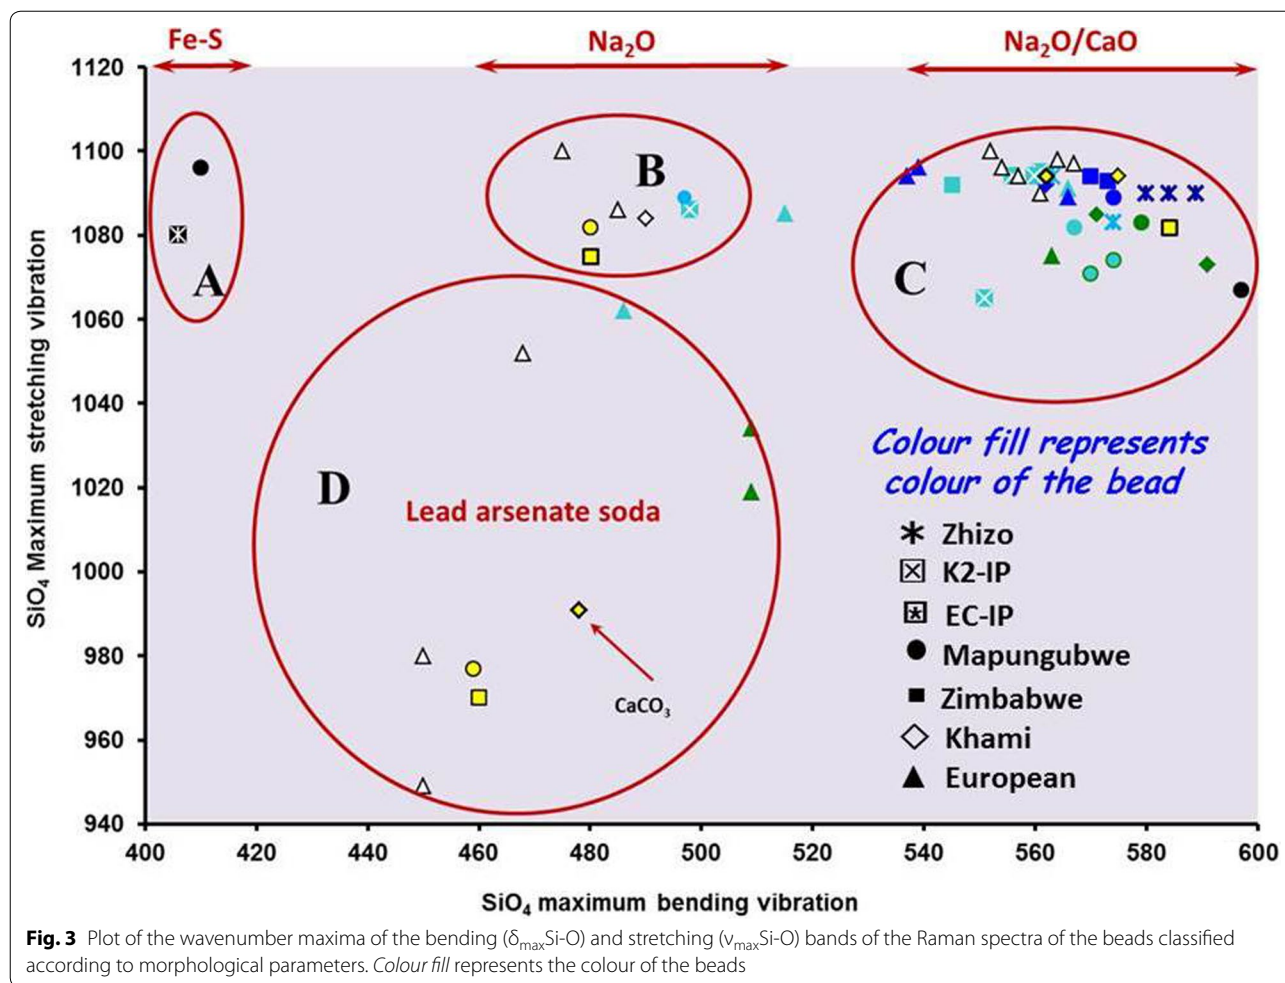 Fe-S Na₂O Na₂O/CaO
1120
1100
1080
1060
1040
1020
1000
980
960
940
SiO₄ Maximum stretching vibration
A
B
C
D
Lead arsenate soda
CaCO₃
Colour fill represents
colour of the bead
Zhizo
K2-IP
EC-IP
Mapungubwe
Zimbabwe
Khami
European
400 420 440 460 480 500 520 540 560 580 600
SiO₄ maximum bending vibration
Fig. 3 Plot of the wavenumber maxima of the bending (δmaxSi-O) and stretching (νmaxSi-O) bands of the Raman spectra of the beads classified
according to morphological parameters. Colour fill represents the colour of the beads